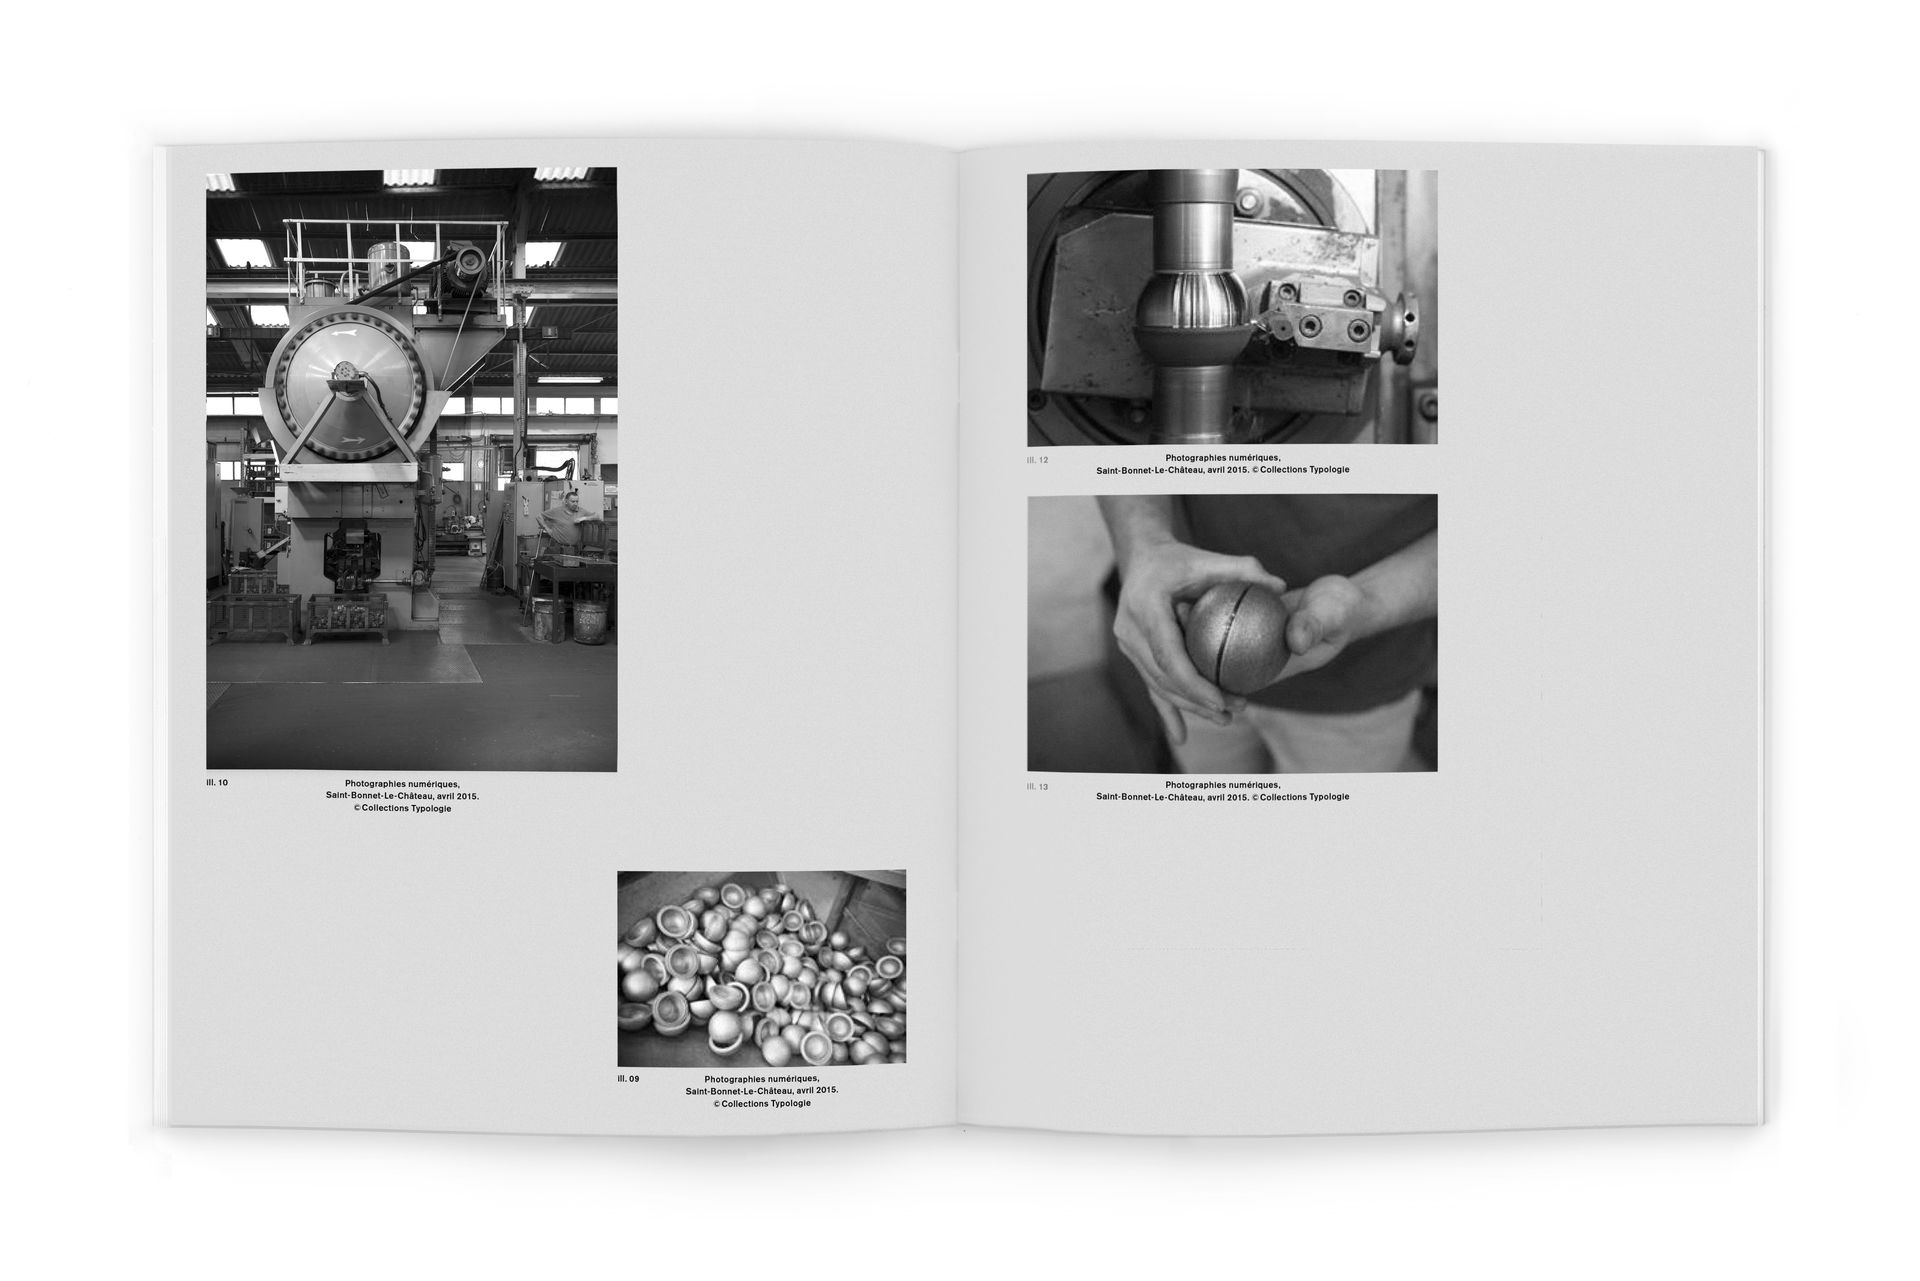 ill. 10
Photographies numériques,
Saint-Bonnet-Le-Château, avril 2015.
© Collections Typologie
ill. 09
Photographies numériques,
Saint-Bonnet-Le-Château, avril 2015.
© Collections Typologie
ill. 12
Photographies numériques,
Saint-Bonnet-Le-Château, avril 2015. © Collections Typologie
ill. 13
Photographies numériques,
Saint-Bonnet-Le-Château, avril 2015. © Collections Typologie